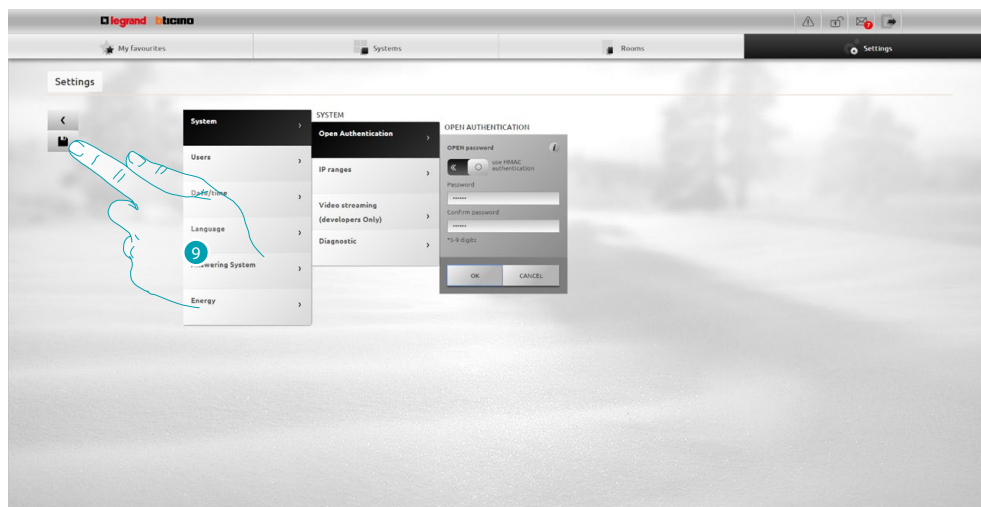 legrand bticino
7
My favourites
Systems
Rooms
Settings
Settings
System
Users
Date/time
Language
Answering System
Energy
9
SYSTEM
Open Authentication
IP ranges
Video streaming
(developers Only)
Diagnostic
OPEN AUTHENTICATION
OPEN password
i
use HMAC
authentication
Password
Confirm password
*5-9 digits
OK
CANCEL